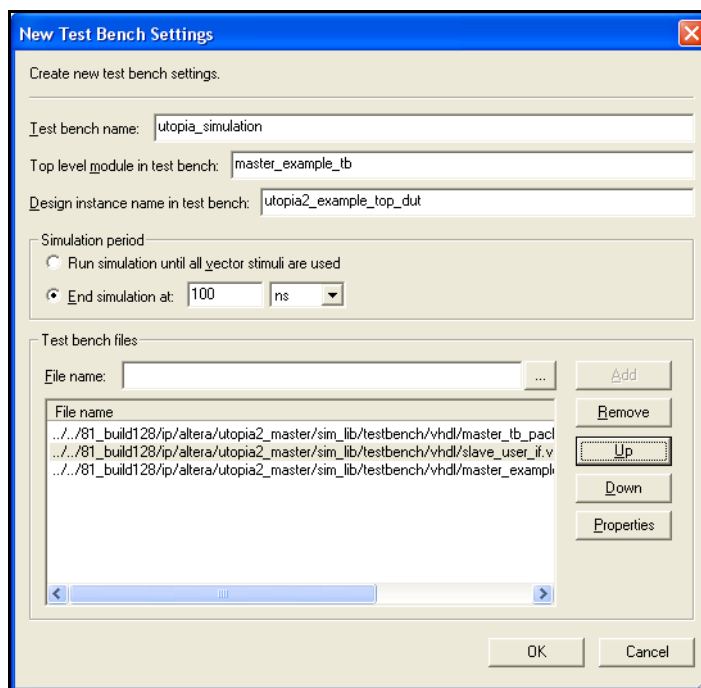 New Test Bench Settings
Create new test bench settings.
Test bench name: utopia_simulation
Top level module in test bench: master_example_tb
Design instance name in test bench: utopia2_example_top_dut
Simulation period
Run simulation until all vector stimuli are used
End simulation at: 100 ns
Test bench files
File name: ... Add
File name
Remove
../../81_build128/ip/altera/utopia2_master/sim_lib/testbench/vhdl/master_tb_pacl
../../81_build128/ip/altera/utopia2_master/sim_lib/testbench/vhdl/slave_user_if.v
Up
../../81_build128/ip/altera/utopia2_master/sim_lib/testbench/vhdl/master_example
Down
Properties
OK Cancel